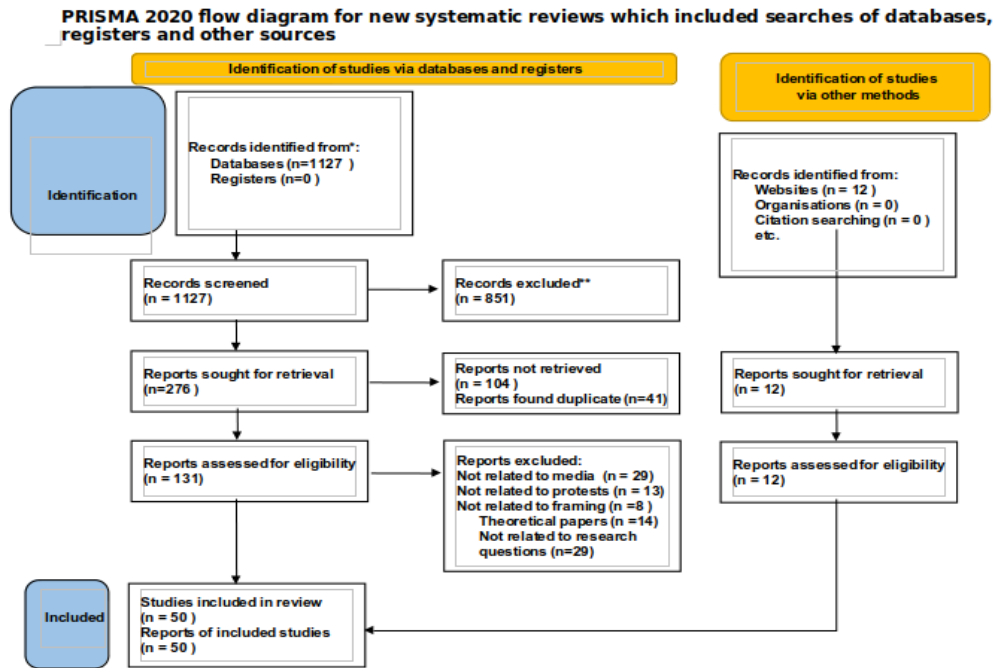 PRISMA 2020 flow diagram for new systematic reviews which included searches of databases,
registers and other sources
Identification of studies via databases and registers
Identification of studies
via other methods
Identification
Records identified from*:
Databases (n=1127 )
Registers (n=0 )
Records identified from:
Websites (n = 12 )
Organisations (n = 0)
Citation searching (n = 0 )
etc.
Records screened
(n = 1127)
Records excluded**
(n = 851)
Reports sought for retrieval
(n=276 )
Reports not retrieved
(n = 104 )
Reports found duplicate (n=41)
Reports sought for retrieval
(n = 12)
Reports assessed for eligibility
(n = 131)
Reports excluded:
Not related to media (n = 29)
Not related to protests (n = 13)
Not related to framing (n =8 )
Theoretical papers (n =14)
Not related to research
questions (n=29)
Reports assessed for eligibility
(n = 12)
Included
Studies included in review
(n = 50 )
Reports of included studies
(n = 50 )